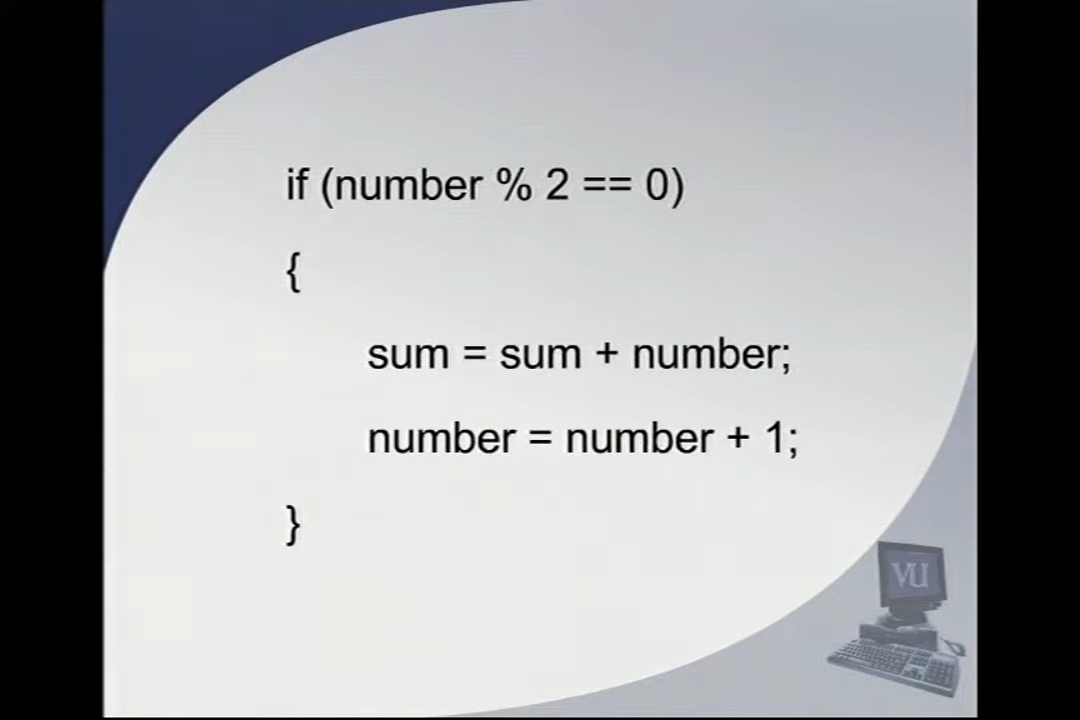 if (number % 2 == 0)
{
sum = sum + number;
number = number + 1;
}
VU